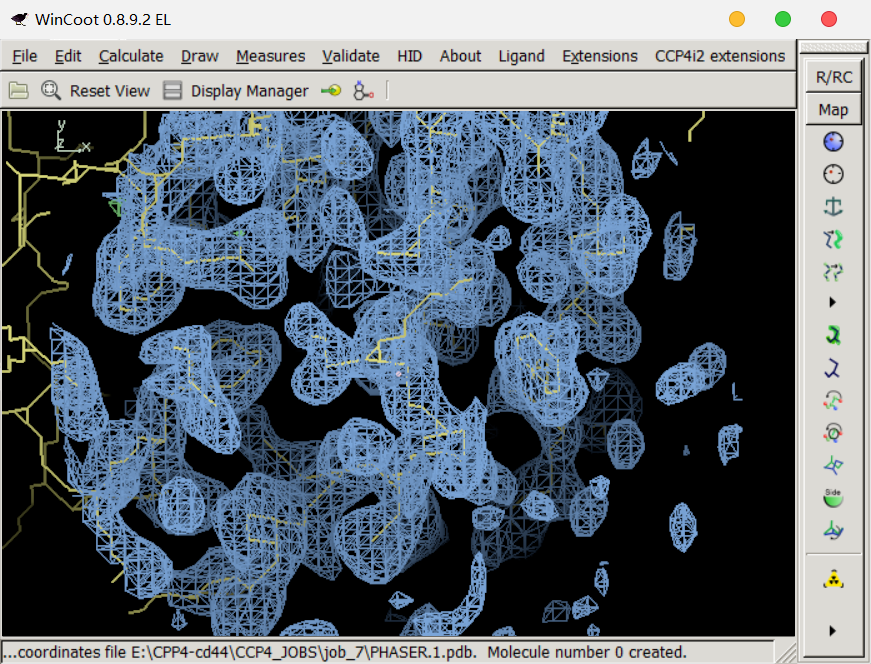 WinCoot 0.8.9.2 EL
File Edit Calculate Draw Measures Validate HID About Ligand Extensions CCP4i2 extensions
Reset View Display Manager
R/RC
Map
y
z x
Side
...coordinates file E:\CPP4-cd44\CCP4_JOBS\job_7\PHASER.1.pdb. Molecule number 0 created.